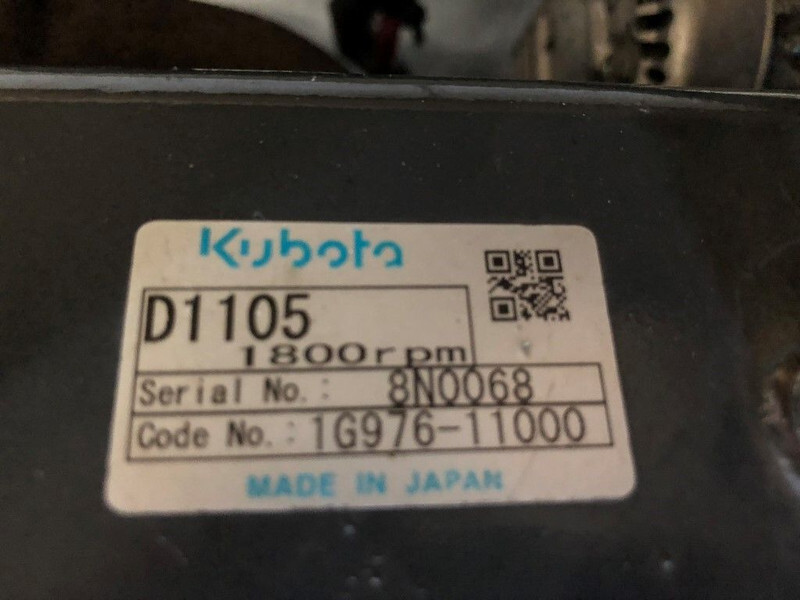 Kubota
D1105
1800rpm
Serial No.: 8N0068
Code No.: 1G976-11000
MADE IN JAPAN